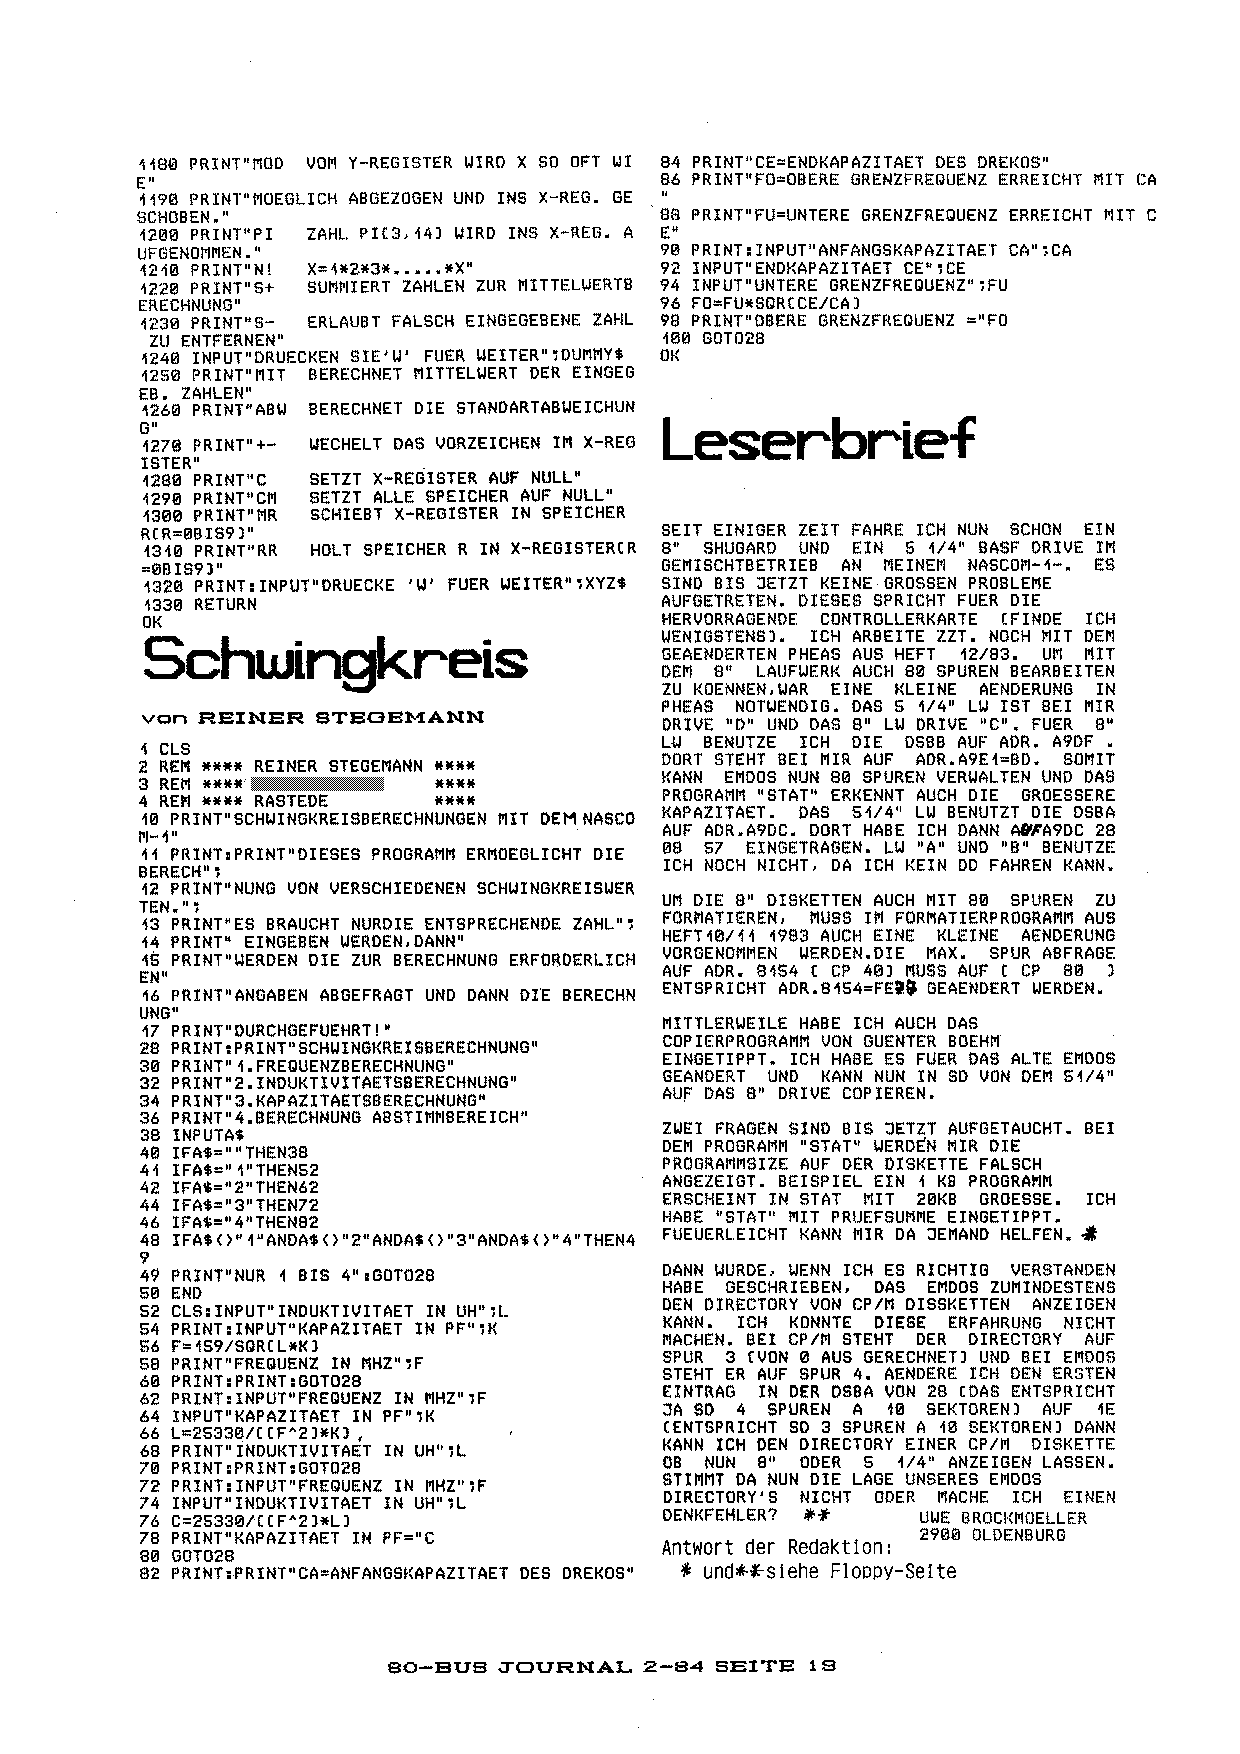 1180 PRINT"MOD  VOM Y-REGISTER WIRD X SO OFT WI
E"
1190 PRINT"MOEGLICH ABGEZOGEN UND INS X-REG. GE
SCHOBEN."
1200 PRINT"PI   ZAHL PI[3,14] WIRD INS X-REG. A
UFGENOMMEN."
1210 PRINT"N!   X=1*2*3*.....*X"
1220 PRINT"S+   SUMMIERT ZAHLEN ZUR MITTELWERTB
ERECHNUNG"
1230 PRINT"S-   ERLAUBT FALSCH EINGEGEBENE ZAHL
 ZU ENTFERNEN"
1240 INPUT"DRUECKEN SIE'W' FUER WEITER";DUMMY$
1250 PRINT"MIT  BERECHNET MITTELWERT DER EINGEG
EB. ZAHLEN"
1260 PRINT"ABW  BERECHNET DIE STANDARTABWEICHUN
G"
1270 PRINT"+-   WECHELT DAS VORZEICHEN IM X-REG
ISTER"
1280 PRINT"C    SETZT X-REGISTER AUF NULL"
1290 PRINT"CM   SETZT ALLE SPEICHER AUF NULL"
1300 PRINT"MR   SCHIEBT X-REGISTER IN SPEICHER
R[R=0BIS9]"
1310 PRINT"RR   HOLT SPEICHER R IN X-REGISTER[R
=0BIS9]"
1320 PRINT:INPUT"DRUECKE 'W' FUER WEITER";XYZ$
1330 RETURN
OK
Schwingkreis
von REINER STEGEMANN
1 CLS
2 REM **** REINER STEGEMANN ****
3 REM **** ****
4 REM **** RASTEDE          ****
10 PRINT"SCHWINGKREISBERECHNUNGEN MIT DEM NASCO
M-1"
11 PRINT:PRINT"DIESES PROGRAMM ERMOEGLICHT DIE
BERECH";
12 PRINT"NUNG VON VERSCHIEDENEN SCHWINGKREISWER
TEN.";
13 PRINT"ES BRAUCHT NURDIE ENTSPRECHENDE ZAHL";
14 PRINT" EINGEBEN WERDEN,DANN"
15 PRINT"WERDEN DIE ZUR BERECHNUNG ERFORDERLICH
EN"
16 PRINT"ANGABEN ABGEFRAGT UND DANN DIE BERECHN
UNG"
17 PRINT"DURCHGEFUEHRT!"
28 PRINT:PRINT"SCHWINGKREISBERECHNUNG"
30 PRINT"1.FREQUENZBERECHNUNG"
32 PRINT"2.INDUKTIVITAETSBERECHNUNG"
34 PRINT"3.KAPAZITAETSBERECHNUNG"
36 PRINT"4.BERECHNUNG ABSTIMMBEREICH"
38 INPUTA$
40 IFA$=""THEN38
41 IFA$="1"THEN52
42 IFA$="2"THEN62
44 IFA$="3"THEN72
46 IFA$="4"THEN82
48 IFA$<>"1"ANDA$<>"2"ANDA$<>"3"ANDA$<>"4"THEN4
9
49 PRINT"NUR 1 BIS 4":GOTO28
50 END
52 CLS:INPUT"INDUKTIVITAET IN UH";L
54 PRINT:INPUT"KAPAZITAET IN PF";K
56 F=159/SQR[L*K]
58 PRINT"FREQUENZ IN MHZ";F
60 PRINT:PRINT:GOTO28
62 PRINT:INPUT"FREQUENZ IN MHZ";F
64 INPUT"KAPAZITAET IN PF";K
66 L=25330/[[F^2]*K]
68 PRINT"INDUKTIVITAET IN UH";L
70 PRINT:PRINT:GOTO28
72 PRINT:INPUT"FREQUENZ IN MHZ";F
74 INPUT"INDUKTIVITAET IN UH";L
76 C=25330/[[F^2]*L]
78 PRINT"KAPAZITAET IN PF="C
80 GOTO28
82 PRINT:PRINT"CA=ANFANGSKAPAZITAET DES DREKOS"
84 PRINT"CE=ENDKAPAZITAET DES DREKOS"
86 PRINT"FO=OBERE GRENZFREQUENZ ERREICHT MIT CA
"
88 PRINT"FU=UNTERE GRENZFREQUENZ ERREICHT MIT C
E"
90 PRINT:INPUT"ANFANGSKAPAZITAET CA";CA
92 INPUT"ENDKAPAZITAET CE";CE
94 INPUT"UNTERE GRENZFREQUENZ";FU
96 FO=FU*SQR[CE/CA]
98 PRINT"OBERE GRENZFREQUENZ ="FO
100 GOTO28
OK
Leserbrief
SEIT EINIGER ZEIT FAHRE ICH NUN SCHON EIN
8" SHUGARD UND EIN 5 1/4" BASF DRIVE IM
GEMISCHTBETRIEB AN MEINEM NASCOM-1-. ES
SIND BIS JETZT KEINE GROSSEN PROBLEME
AUFGETRETEN. DIESES SPRICHT FUER DIE
HERVORRAGENDE CONTROLLERKARTE [FINDE ICH
WENIGSTENS]. ICH ARBEITE ZZT. NOCH MIT DEM
GEAENDERTEN PHEAS AUS HEFT 12/83. UM MIT
DEM 8" LAUFWERK AUCH 80 SPUREN BEARBEITEN
ZU KOENNEN,WAR EINE KLEINE AENDERUNG IN
PHEAS NOTWENDIG. DAS 5 1/4" LW IST BEI MIR
DRIVE "D" UND DAS 8" LW DRIVE "C". FUER 8"
LW BENUTZE ICH DIE DSBB AUF ADR. A9DF .
DORT STEHT BEI MIR AUF ADR.A9E1=BD. SOMIT
KANN EMDOS NUN 80 SPUREN VERWALTEN UND DAS
PROGRAMM "STAT" ERKENNT AUCH DIE GROESSERE
KAPAZITAET. DAS 51/4" LW BENUTZT DIE DSBA
AUF ADR.A9DC. DORT HABE ICH DANN A9DC 28
08 57 EINGETRAGEN. LW "A" UND "B" BENUTZE
ICH NOCH NICHT, DA ICH KEIN DD FAHREN KANN.
UM DIE 8" DISKETTEN AUCH MIT 80 SPUREN ZU
FORMATIEREN, MUSS IM FORMATIERPROGRAMM AUS
HEFT10/11 1983 AUCH EINE KLEINE AENDERUNG
VORGENOMMEN WERDEN.DIE MAX. SPUR ABFRAGE
AUF ADR. 8154 [ CP 40] MUSS AUF [ CP 80 ]
ENTSPRICHT ADR.8154=FE GEAENDERT WERDEN.
MITTLERWEILE HABE ICH AUCH DAS
COPIERPROGRAMM VON GUENTER BOEHM
EINGETIPPT. ICH HABE ES FUER DAS ALTE EMDOS
GEANDERT UND KANN NUN IN SD VON DEM 51/4"
AUF DAS 8" DRIVE COPIEREN.
ZWEI FRAGEN SIND BIS JETZT AUFGETAUCHT. BEI
DEM PROGRAMM "STAT" WERDEN MIR DIE
PROGRAMMSIZE AUF DER DISKETTE FALSCH
ANGEZEIGT. BEISPIEL EIN 1 KB PROGRAMM
ERSCHEINT IN STAT MIT 20KB GROESSE. ICH
HABE "STAT" MIT PRUEFSUMME EINGETIPPT.
FUEUERLEICHT KANN MIR DA JEMAND HELFEN. *
DANN WURDE, WENN ICH ES RICHTIG VERSTANDEN
HABE GESCHRIEBEN, DAS EMDOS ZUMINDESTENS
DEN DIRECTORY VON CP/M DISSKETTEN ANZEIGEN
KANN. ICH KONNTE DIESE ERFAHRUNG NICHT
MACHEN. BEI CP/M STEHT DER DIRECTORY AUF
SPUR 3 [VON 0 AUS GERECHNET] UND BEI EMDOS
STEHT ER AUF SPUR 4. AENDERE ICH DEN ERSTEN
EINTRAG IN DER DSBA VON 28 [DAS ENTSPRICHT
JA SD 4 SPUREN A 10 SEKTOREN] AUF 1E
[ENTSPRICHT SD 3 SPUREN A 10 SEKTOREN] DANN
KANN ICH DEN DIRECTORY EINER CP/M DISKETTE
OB NUN 8" ODER 5 1/4" ANZEIGEN LASSEN.
STIMMT DA NUN DIE LAGE UNSERES EMDOS
DIRECTORY'S NICHT ODER MACHE ICH EINEN
DENKFEHLER? ** UWE BROCKMOELLER
2900 OLDENBURG
Antwort der Redaktion:
* und**siehe Floppy-Seite
80-BUS JOURNAL 2-84 SEITE 19